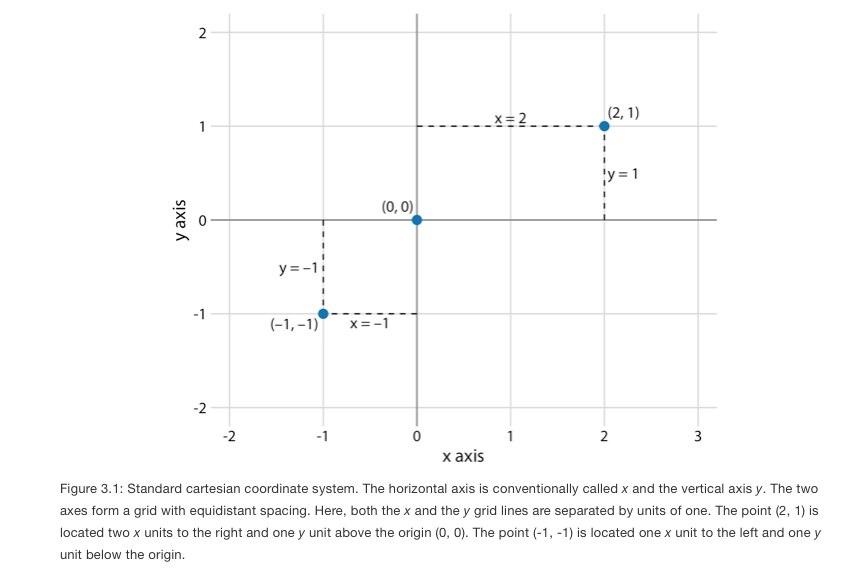 2
(2, 1)
x = 2
1
y = 1
(0, 0)
y axis
0
y = –1
-1
(–1, –1)
x = –1
-2
-2
-1
0
1
2
3
x axis
Figure 3.1: Standard cartesian coordinate system. The horizontal axis is conventionally called x and the vertical axis y. The two
axes form a grid with equidistant spacing. Here, both the x and the y grid lines are separated by units of one. The point (2, 1) is
located two x units to the right and one y unit above the origin (0, 0). The point (-1, -1) is located one x unit to the left and one y
unit below the origin.